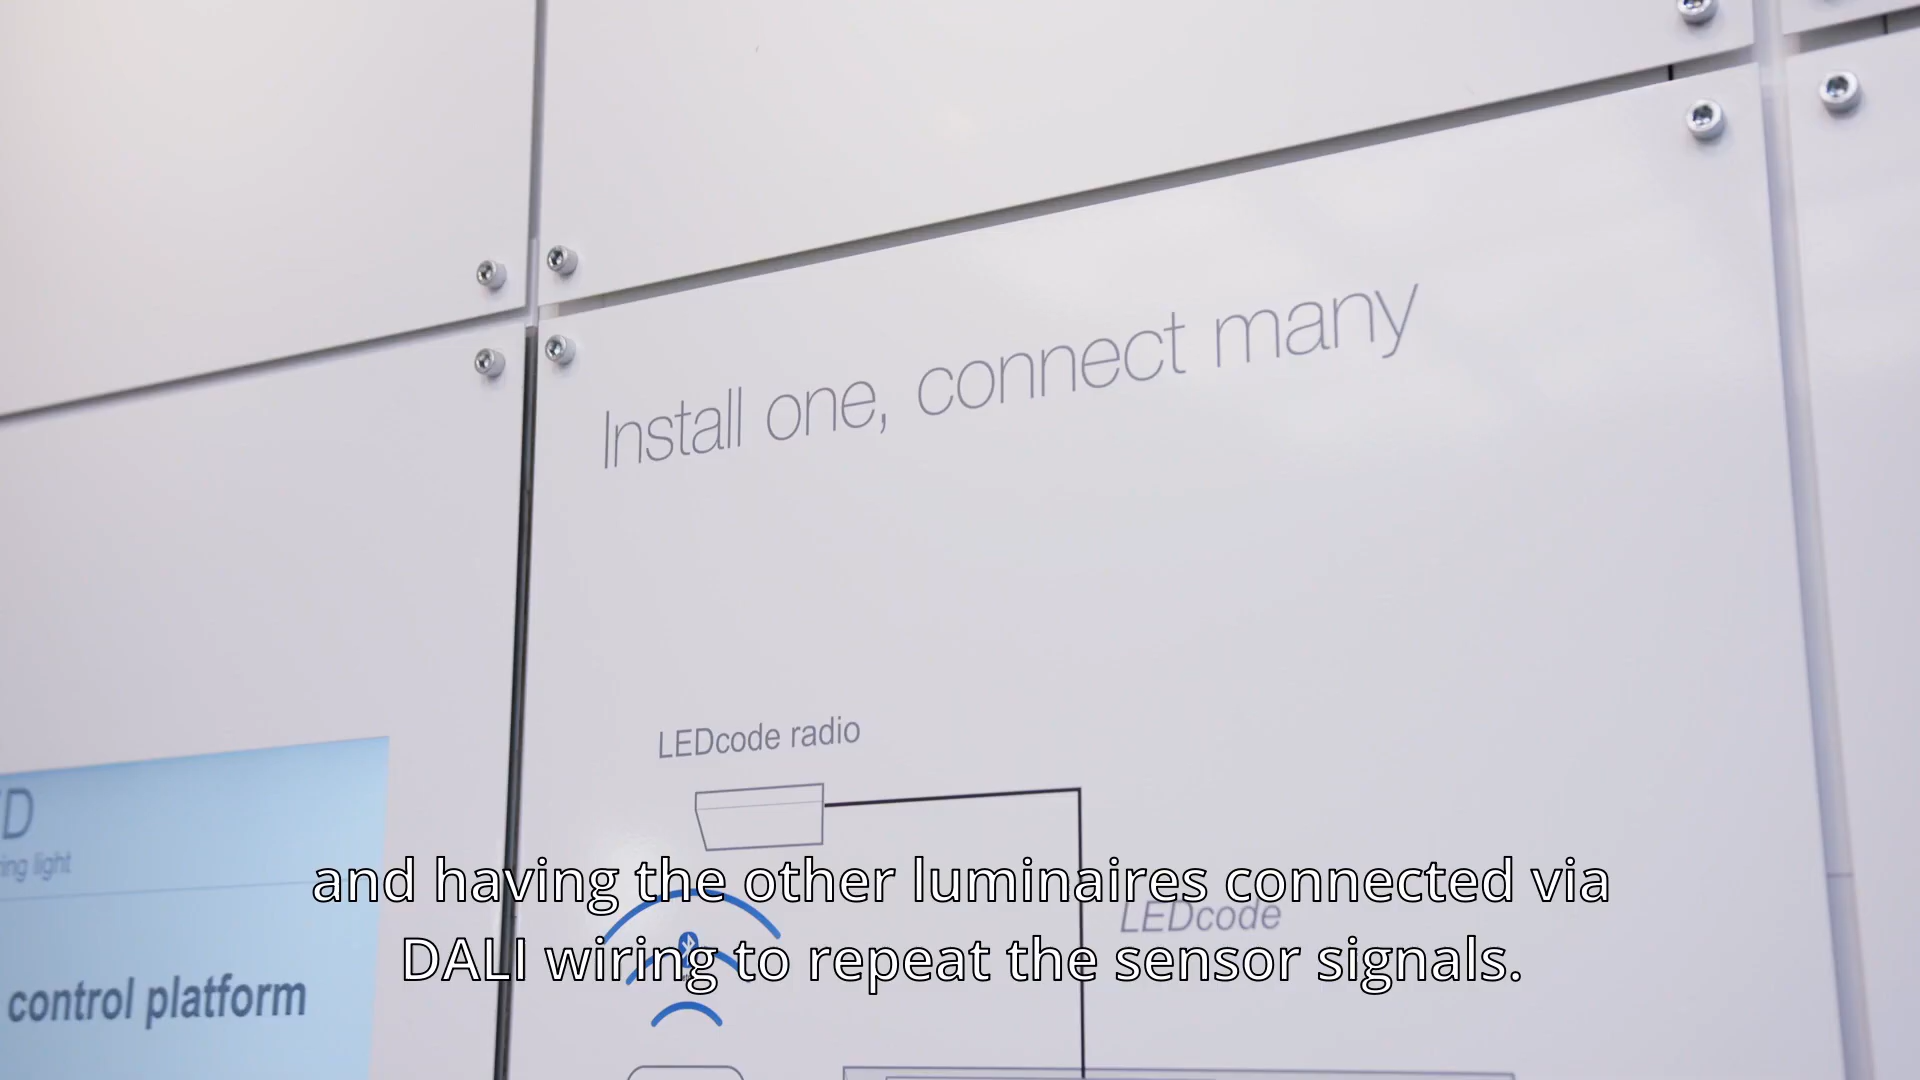 Install one, connect many
LEDcode radio
LEDcode
D
ring light
control platform
and having the other luminaires connected via
DALI wiring to repeat the sensor signals.